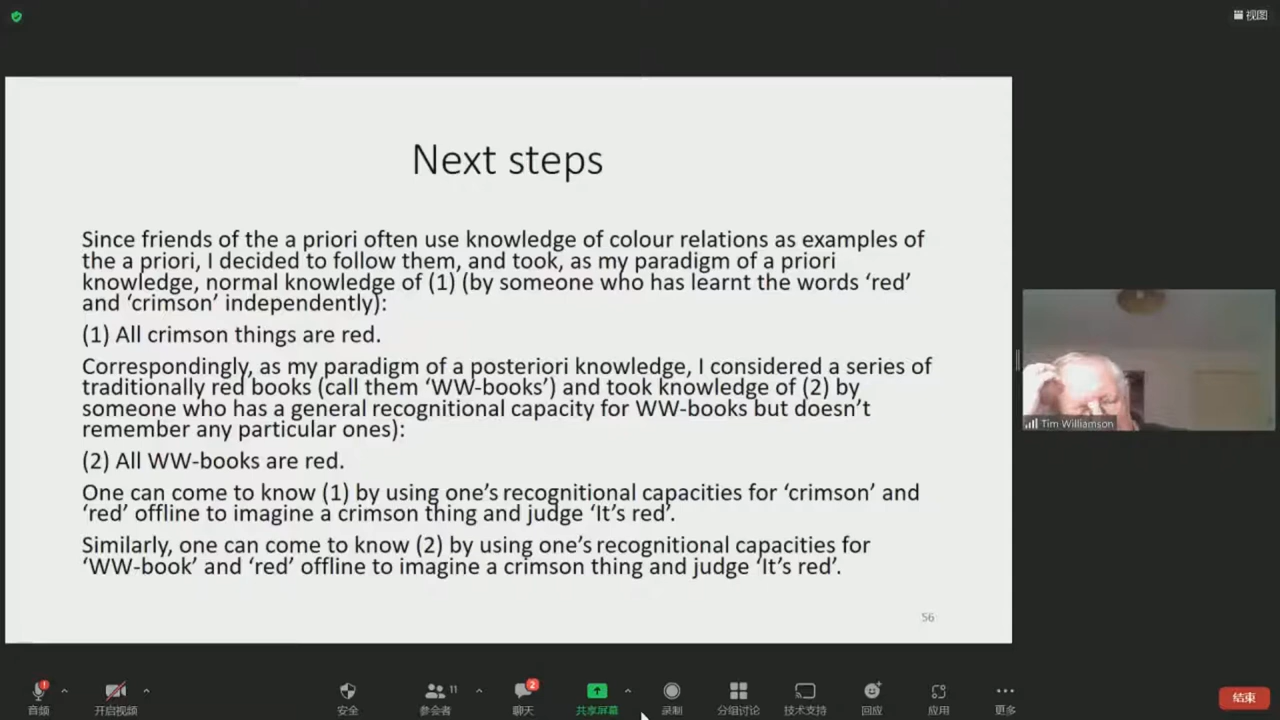 视图
Next steps
Since friends of the a priori often use knowledge of colour relations as examples of
the a priori, I decided to follow them, and took, as my paradigm of a priori
knowledge, normal knowledge of (1) (by someone who has learnt the words ‘red’
and ‘crimson’ independently):
(1) All crimson things are red.
Correspondingly, as my paradigm of a posteriori knowledge, I considered a series of
traditionally red books (call them ‘WW-books’) and took knowledge of (2) by
someone who has a general recognitional capacity for WW-books but doesn’t
remember any particular ones):
(2) All WW-books are red.
One can come to know (1) by using one’s recognitional capacities for ‘crimson’ and
‘red’ offline to imagine a crimson thing and judge ‘It’s red’.
Similarly, one can come to know (2) by using one’s recognitional capacities for
‘WW-book’ and ‘red’ offline to imagine a crimson thing and judge ‘It’s red’.
56
Tim Williamson
11
2
音频
开启视频
安全
参会者
聊天
共享屏幕
录制
分组讨论
技术支持
回应
应用
更多
结束